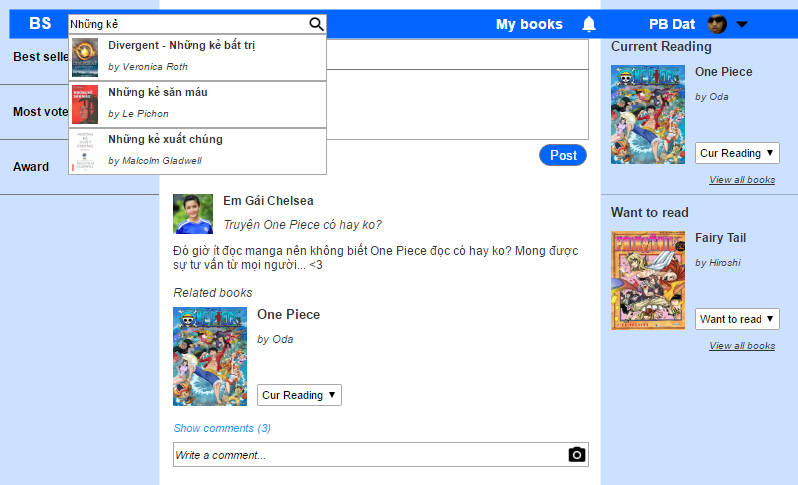 BS
Những kẻ
My books
PB Dat
Divergent - Những kẻ bất trị
by Veronica Roth
Những kẻ săn máu
by Le Pichon
Những kẻ xuất chúng
by Malcolm Gladwell
Best selle
Most vote
Award
Post
Em Gái Chelsea
Truyện One Piece có hay ko?
Đó giờ ít đọc manga nên không biết One Piece đọc có hay ko? Mong được
sự tư vấn từ mọi người... <3
Related books
One Piece
by Oda
Cur Reading
Show comments (3)
Write a comment...
Current Reading
One Piece
by Oda
Cur Reading
View all books
Want to read
Fairy Tail
by Hiroshi
Want to read
View all books